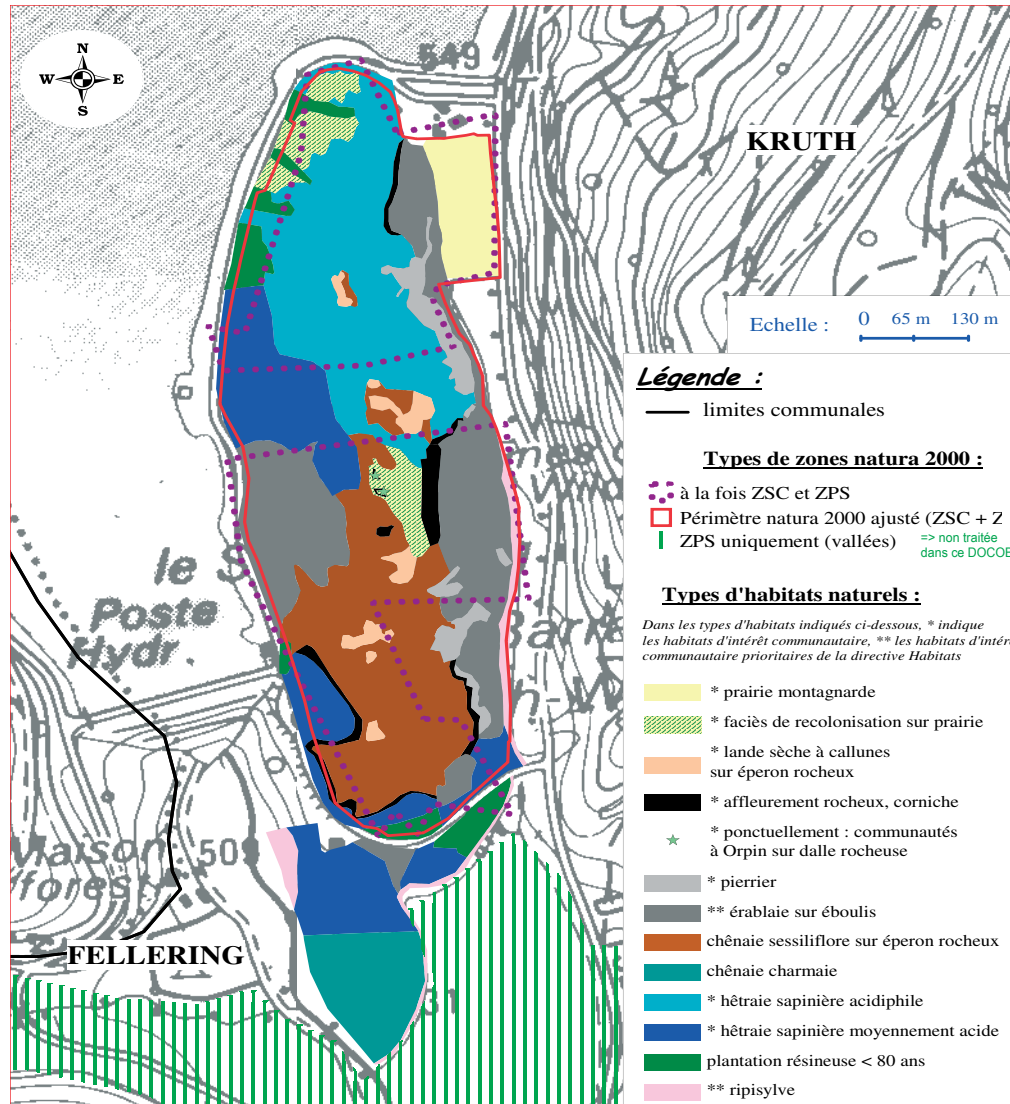 N
W E
S
549
KRUTH
Echelle : 0 65 m 130 m
Légende :
limites communales
Types de zones natura 2000 :
à la fois ZSC et ZPS
Périmètre natura 2000 ajusté (ZSC + Z
ZPS uniquement (vallées)
=> non traitée
dans ce DOCOB
Types d'habitats naturels :
Dans les types d'habitats indiqués ci-dessous, * indique
les habitats d'intérêt communautaire, ** les habitats d'intér
communautaire prioritaires de la directive Habitats
* prairie montagnarde
* faciès de recolonisation sur prairie
* lande sèche à callunes
sur éperon rocheux
* affleurement rocheux, corniche
* ponctuellement : communautés
à Orpin sur dalle rocheuse
* pierrier
** érablaie sur éboulis
chênaie sessiliflore sur éperon rocheux
chênaie charmaie
* hêtraie sapinière acidiphile
* hêtraie sapinière moyennement acide
plantation résineuse < 80 ans
** ripisylve
le
Poste
Hydr.
Maison
FELLERING